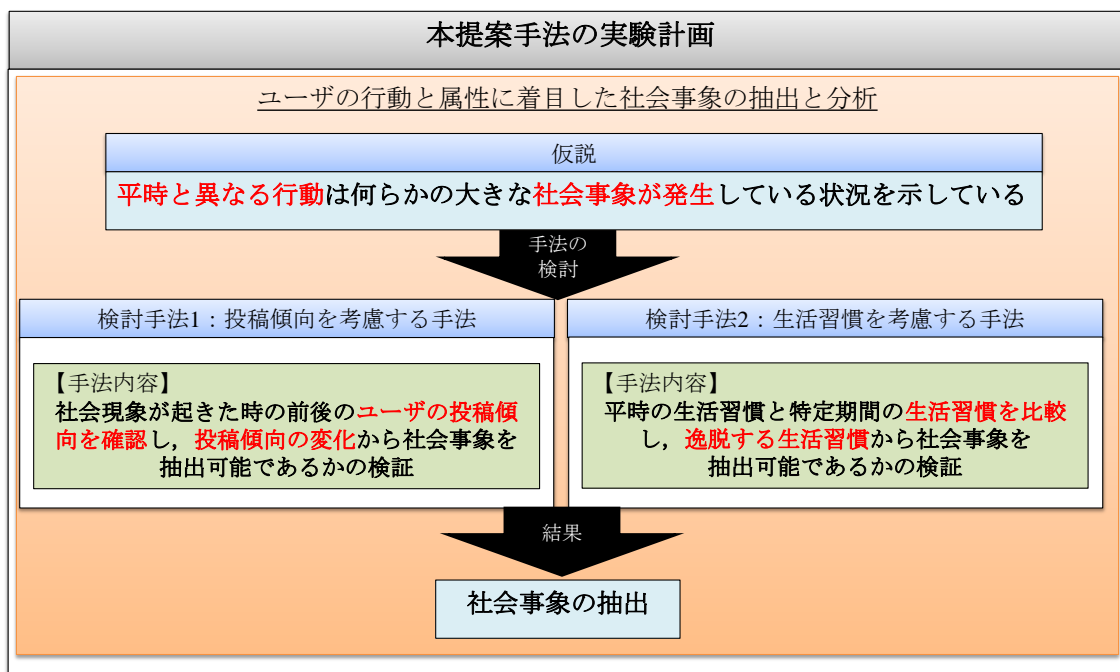 本提案手法の実験計画
ユーザの行動と属性に着目した社会事象の抽出と分析
仮説
平時と異なる行動は何らかの大きな社会事象が発生している状況を示している
手法の
検討
検討手法1：投稿傾向を考慮する手法
【手法内容】
社会現象が起きた時の前後のユーザの投稿傾
向を確認し，投稿傾向の変化から社会事象を
抽出可能であるかの検証
検討手法2：生活習慣を考慮する手法
【手法内容】
平時の生活習慣と特定期間の生活習慣を比較
し，逸脱する生活習慣から社会事象を
抽出可能であるかの検証
結果
社会事象の抽出